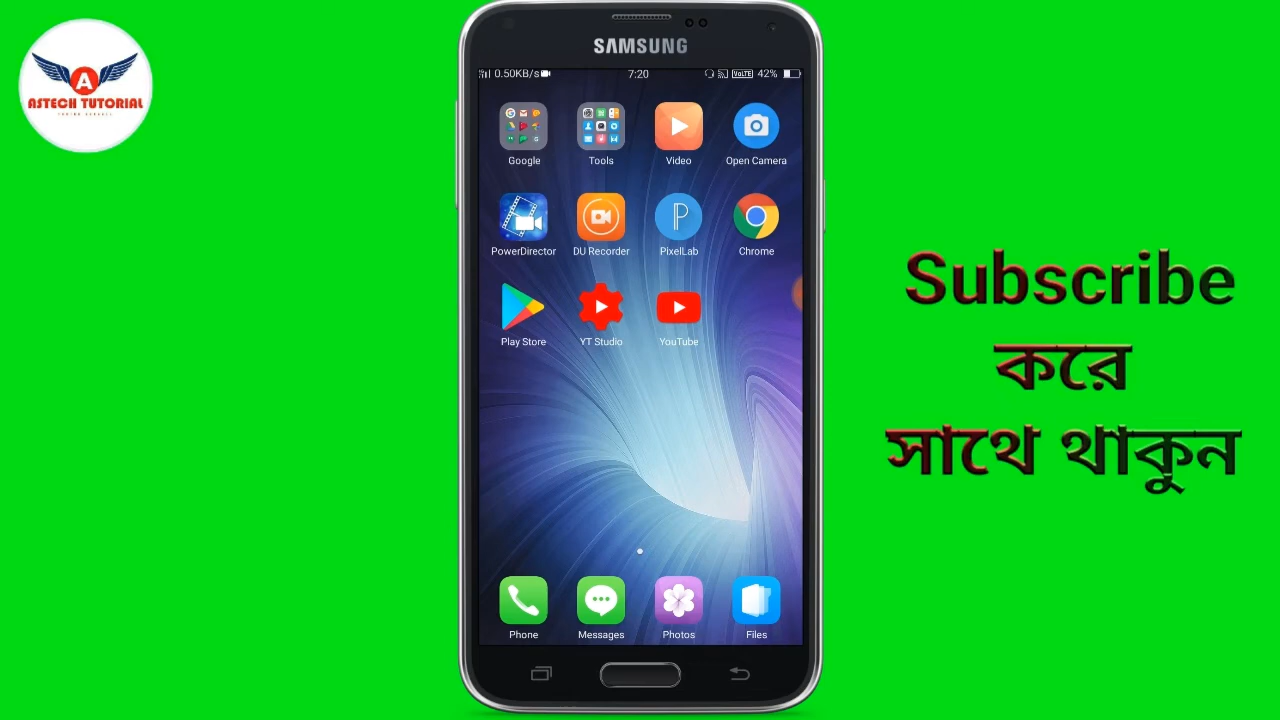 A
ASTECH TUTORIAL
SAMSUNG
0.50KB/s 7:20 VoLTE 42%
Google Tools Video Open Camera
PowerDirector DU Recorder PixelLab Chrome
Play Store YT Studio YouTube
Phone Messages Photos Files
Subscribe
করে
সাথে থাকুন